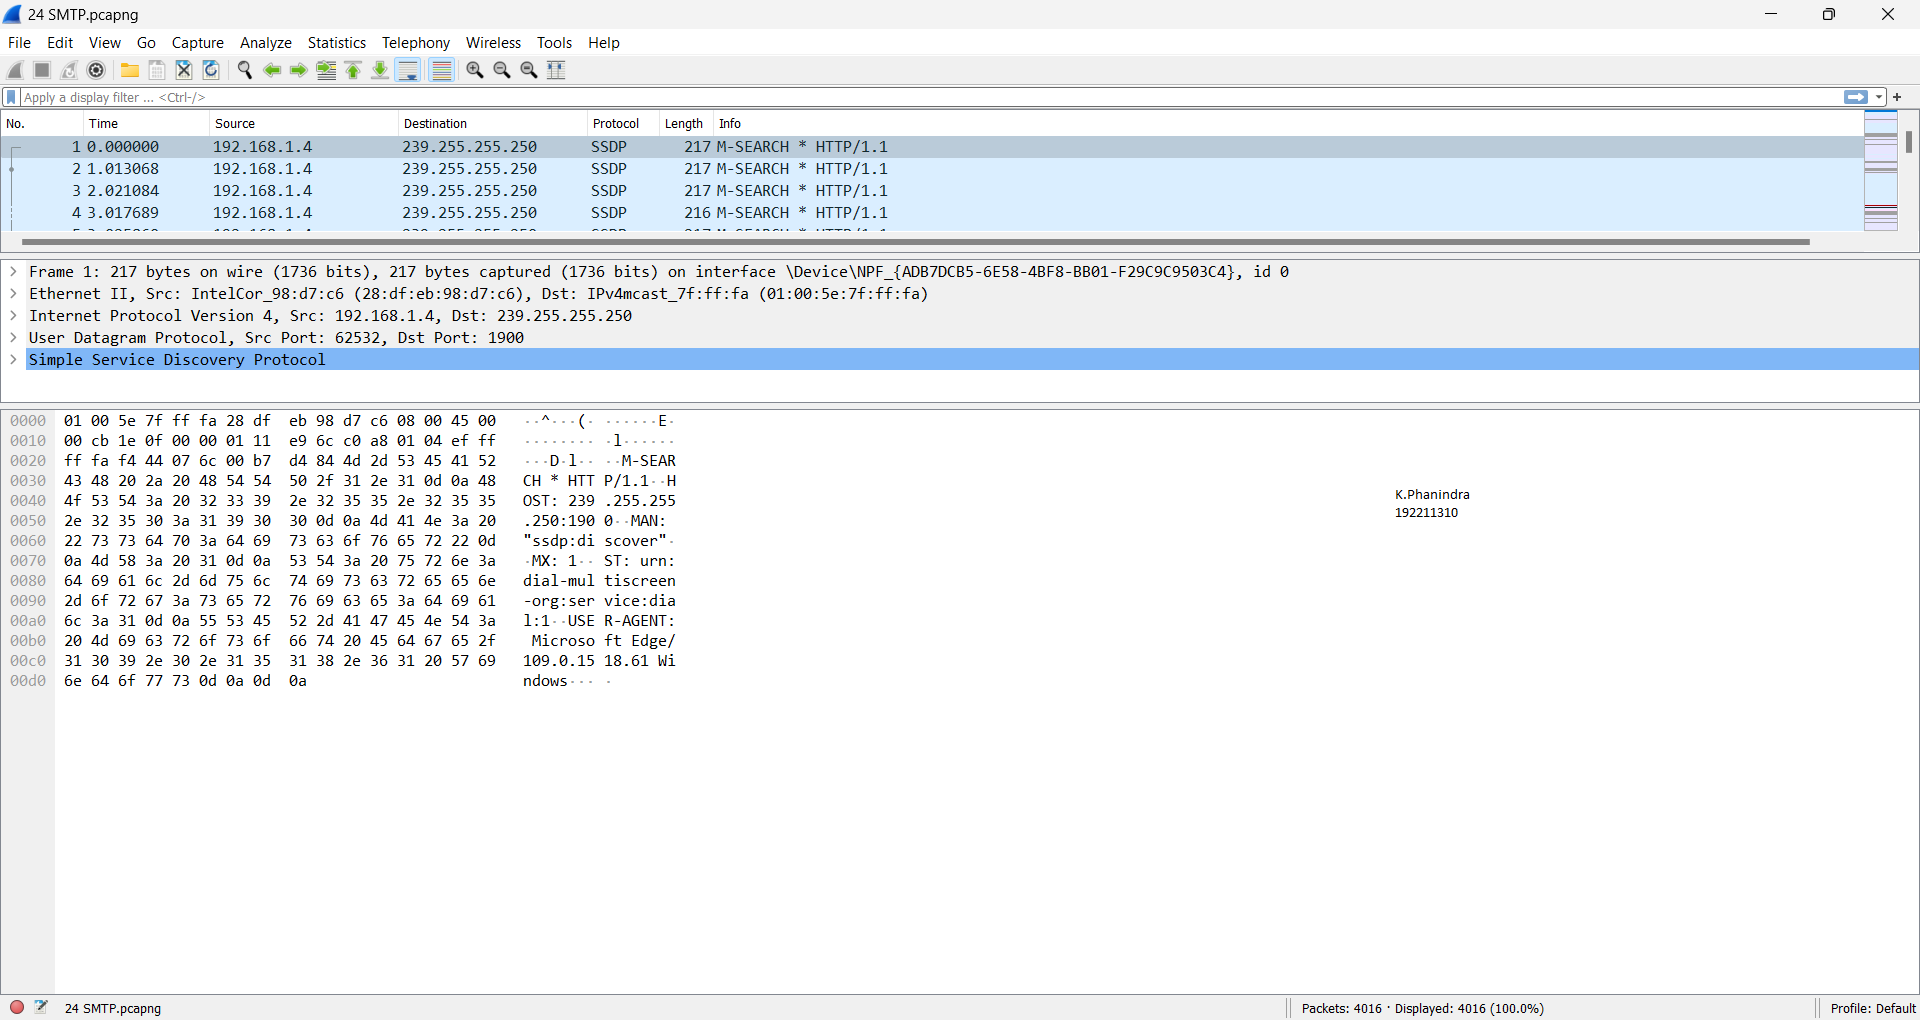 24 SMTP.pcapng
File Edit View Go Capture Analyze Statistics Telephony Wireless Tools Help
Apply a display filter ... <Ctrl-/>
No. Time Source Destination Protocol Length Info
1 0.000000 192.168.1.4 239.255.255.250 SSDP 217 M-SEARCH * HTTP/1.1
2 1.013068 192.168.1.4 239.255.255.250 SSDP 217 M-SEARCH * HTTP/1.1
3 2.021084 192.168.1.4 239.255.255.250 SSDP 217 M-SEARCH * HTTP/1.1
4 3.017689 192.168.1.4 239.255.255.250 SSDP 216 M-SEARCH * HTTP/1.1
Frame 1: 217 bytes on wire (1736 bits), 217 bytes captured (1736 bits) on interface \Device\NPF_{ADB7DCB5-6E58-4BF8-BB01-F29C9C9503C4}, id 0
Ethernet II, Src: IntelCor_98:d7:c6 (28:df:eb:98:d7:c6), Dst: IPv4mcast_7f:ff:fa (01:00:5e:7f:ff:fa)
Internet Protocol Version 4, Src: 192.168.1.4, Dst: 239.255.255.250
User Datagram Protocol, Src Port: 62532, Dst Port: 1900
Simple Service Discovery Protocol
0000 01 00 5e 7f ff fa 28 df eb 98 d7 c6 08 00 45 00 ··^···(· ······E·
0010 00 cb 1e 0f 00 00 01 11 e9 6c c0 a8 01 04 ef ff ········ ·l······
0020 ff fa f4 44 07 6c 00 b7 d4 84 4d 2d 53 45 41 52 ···D·l·· ··M-SEAR
0030 43 48 20 2a 20 48 54 54 50 2f 31 2e 31 0d 0a 48 CH * HTT P/1.1··H
0040 4f 53 54 3a 20 32 33 39 2e 32 35 35 2e 32 35 35 OST: 239 .255.255
0050 2e 32 35 30 3a 31 39 30 30 0d 0a 4d 41 4e 3a 20 .250:190 0··MAN:
0060 22 73 73 64 70 3a 64 69 73 63 6f 76 65 72 22 0d "ssdp:di scover"·
0070 0a 4d 58 3a 20 31 0d 0a 53 54 3a 20 75 72 6e 3a ·MX: 1·· ST: urn:
0080 64 69 61 6c 2d 6d 75 6c 74 69 73 63 72 65 65 6e dial-mul tiscreen
0090 2d 6f 72 67 3a 73 65 72 76 69 63 65 3a 64 69 61 -org:ser vice:dia
00a0 6c 3a 31 0d 0a 55 53 45 52 2d 41 47 45 4e 54 3a l:1··USE R-AGENT:
00b0 20 4d 69 63 72 6f 73 6f 66 74 20 45 64 67 65 2f Microso ft Edge/
00c0 31 30 39 2e 30 2e 31 35 31 38 2e 36 31 20 57 69 109.0.15 18.61 Wi
00d0 6e 64 6f 77 73 0d 0a 0d 0a ndows··· ·
K.Phanindra
192211310
24 SMTP.pcapng
Packets: 4016 · Displayed: 4016 (100.0%)
Profile: Default